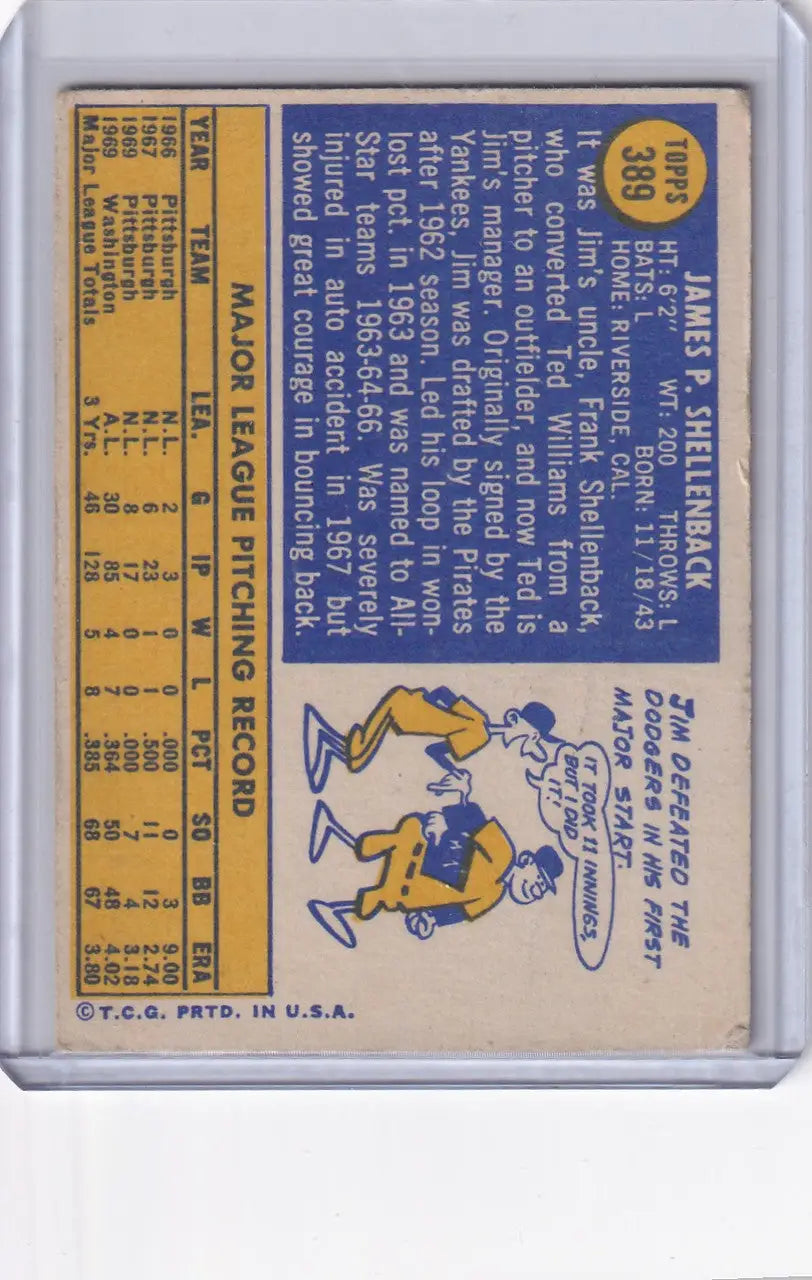 TOPPS
389
JAMES P. SHELLENBACK
HT: 6'2" WT: 200 THROWS: L
BATS: L BORN: 11/18/43
HOME: RIVERSIDE, CAL.
It was Jim's uncle, Frank Shellenback,
who converted Ted Williams from a
pitcher to an outfielder, and now Ted is
Jim's manager. Originally signed by the
Yankees, Jim was drafted by the Pirates
after 1962 season. Led his loop in won-
lost pct. in 1963 and was named to All-
Star teams 1963-64-66. Was severely
injured in auto accident in 1967 but
showed great courage in bouncing back.
JIM DEFEATED THE
DODGERS IN HIS FIRST
MAJOR START.
IT TOOK 11 INNINGS,
BUT I DID
IT!
MAJOR LEAGUE PITCHING RECORD
YEAR TEAM LEA. G IP W L PCT SO BB ERA
1966 Pittsburgh N.L. 2 3 0 0 .000 0 3 9.00
1967 Pittsburgh N.L. 6 23 1 1 .500 11 12 2.74
1969 Pittsburgh N.L. 8 17 0 0 .000 7 4 3.18
1969 Washington A.L. 30 85 4 7 .364 50 48 4.02
Major League Totals 3 Yrs. 46 128 5 8 .385 68 67 3.80
©T.C.G. PRTD. IN U.S.A.